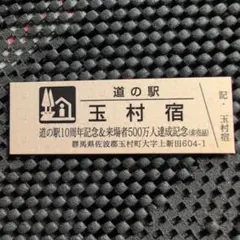 道の駅
玉村宿
道の駅10周年記念&来場者500万人達成記念(非売品)
群馬県佐波郡玉村町大字上新田604-1
記・玉村宿